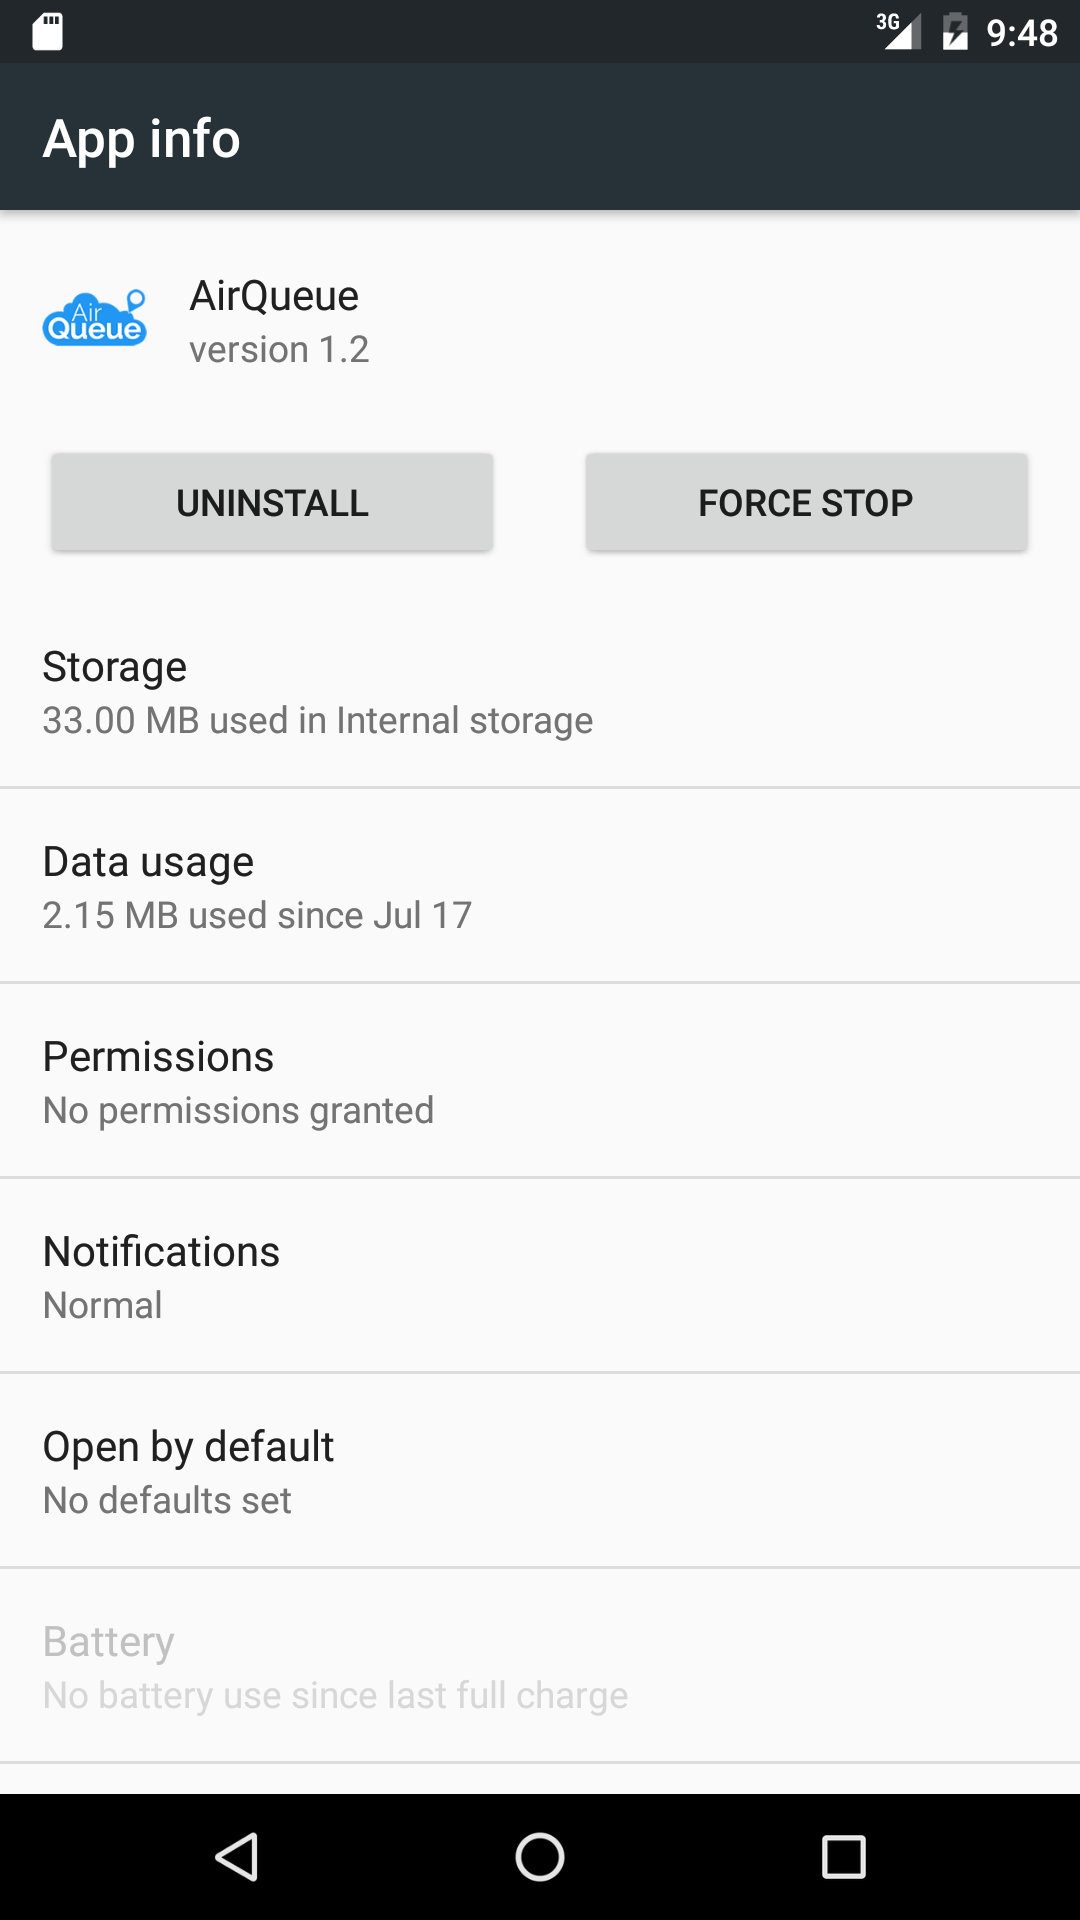 3G 9:48
App info
Air
Queue
AirQueue
version 1.2
UNINSTALL FORCE STOP
Storage
33.00 MB used in Internal storage
Data usage
2.15 MB used since Jul 17
Permissions
No permissions granted
Notifications
Normal
Open by default
No defaults set
Battery
No battery use since last full charge